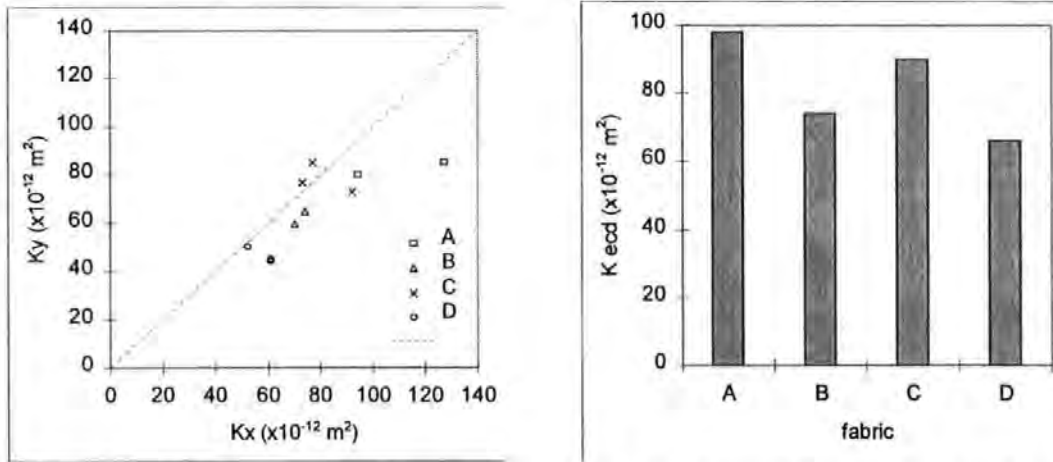 140
120
100
80
60
40
20
0
Ky (x10⁻¹² m²)
A
B
C
D
0 20 40 60 80 100 120 140
Kx (x10⁻¹² m²)
100
80
60
40
20
0
K ecd (x10⁻¹² m²)
A B C D
fabric